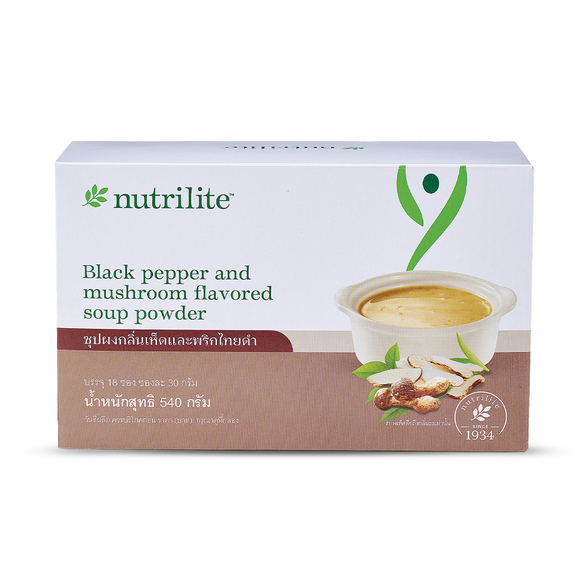 nutrilite™
Black pepper and
mushroom flavored
soup powder
ซุปผงกลิ่นเห็ดและพริกไทยดำ
บรรจุ 18 ซอง ซองละ 30 กรัม
น้ำหนักสุทธิ 540 กรัม
nutrilite
SINCE
1934